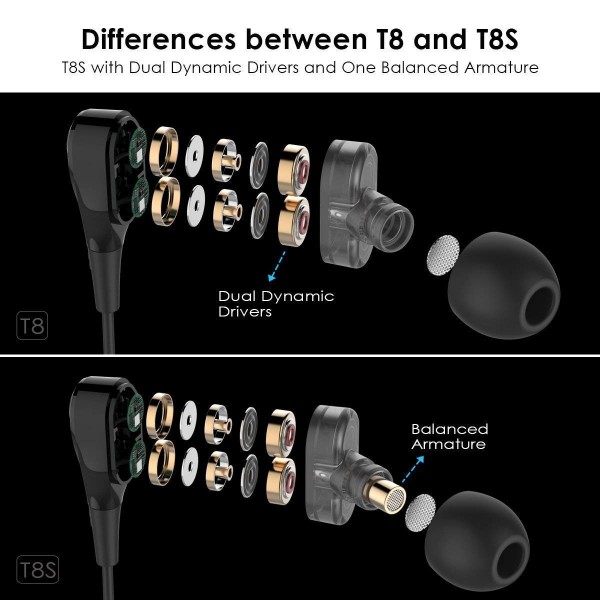 Differences between T8 and T8S
T8S with Dual Dynamic Drivers and One Balanced Armature
Dual Dynamic
Drivers
T8
Balanced
Armature
T8S